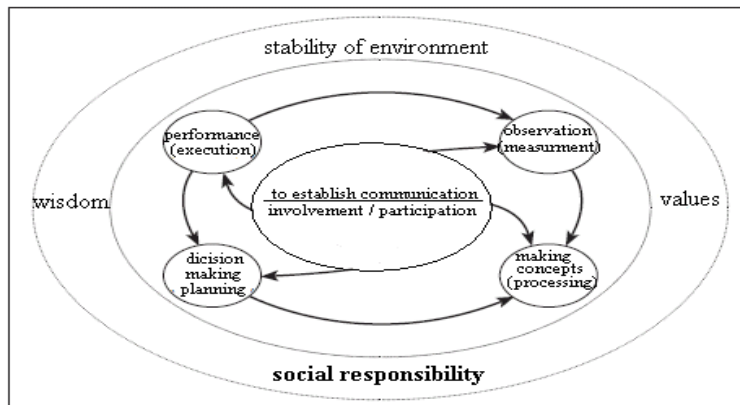 stability of environment
performance
(execution)
observation
(measurment)
to establish communication
involvement / participation
wisdom
values
dicision
making
planning
making
concepts
(processing)
social responsibility